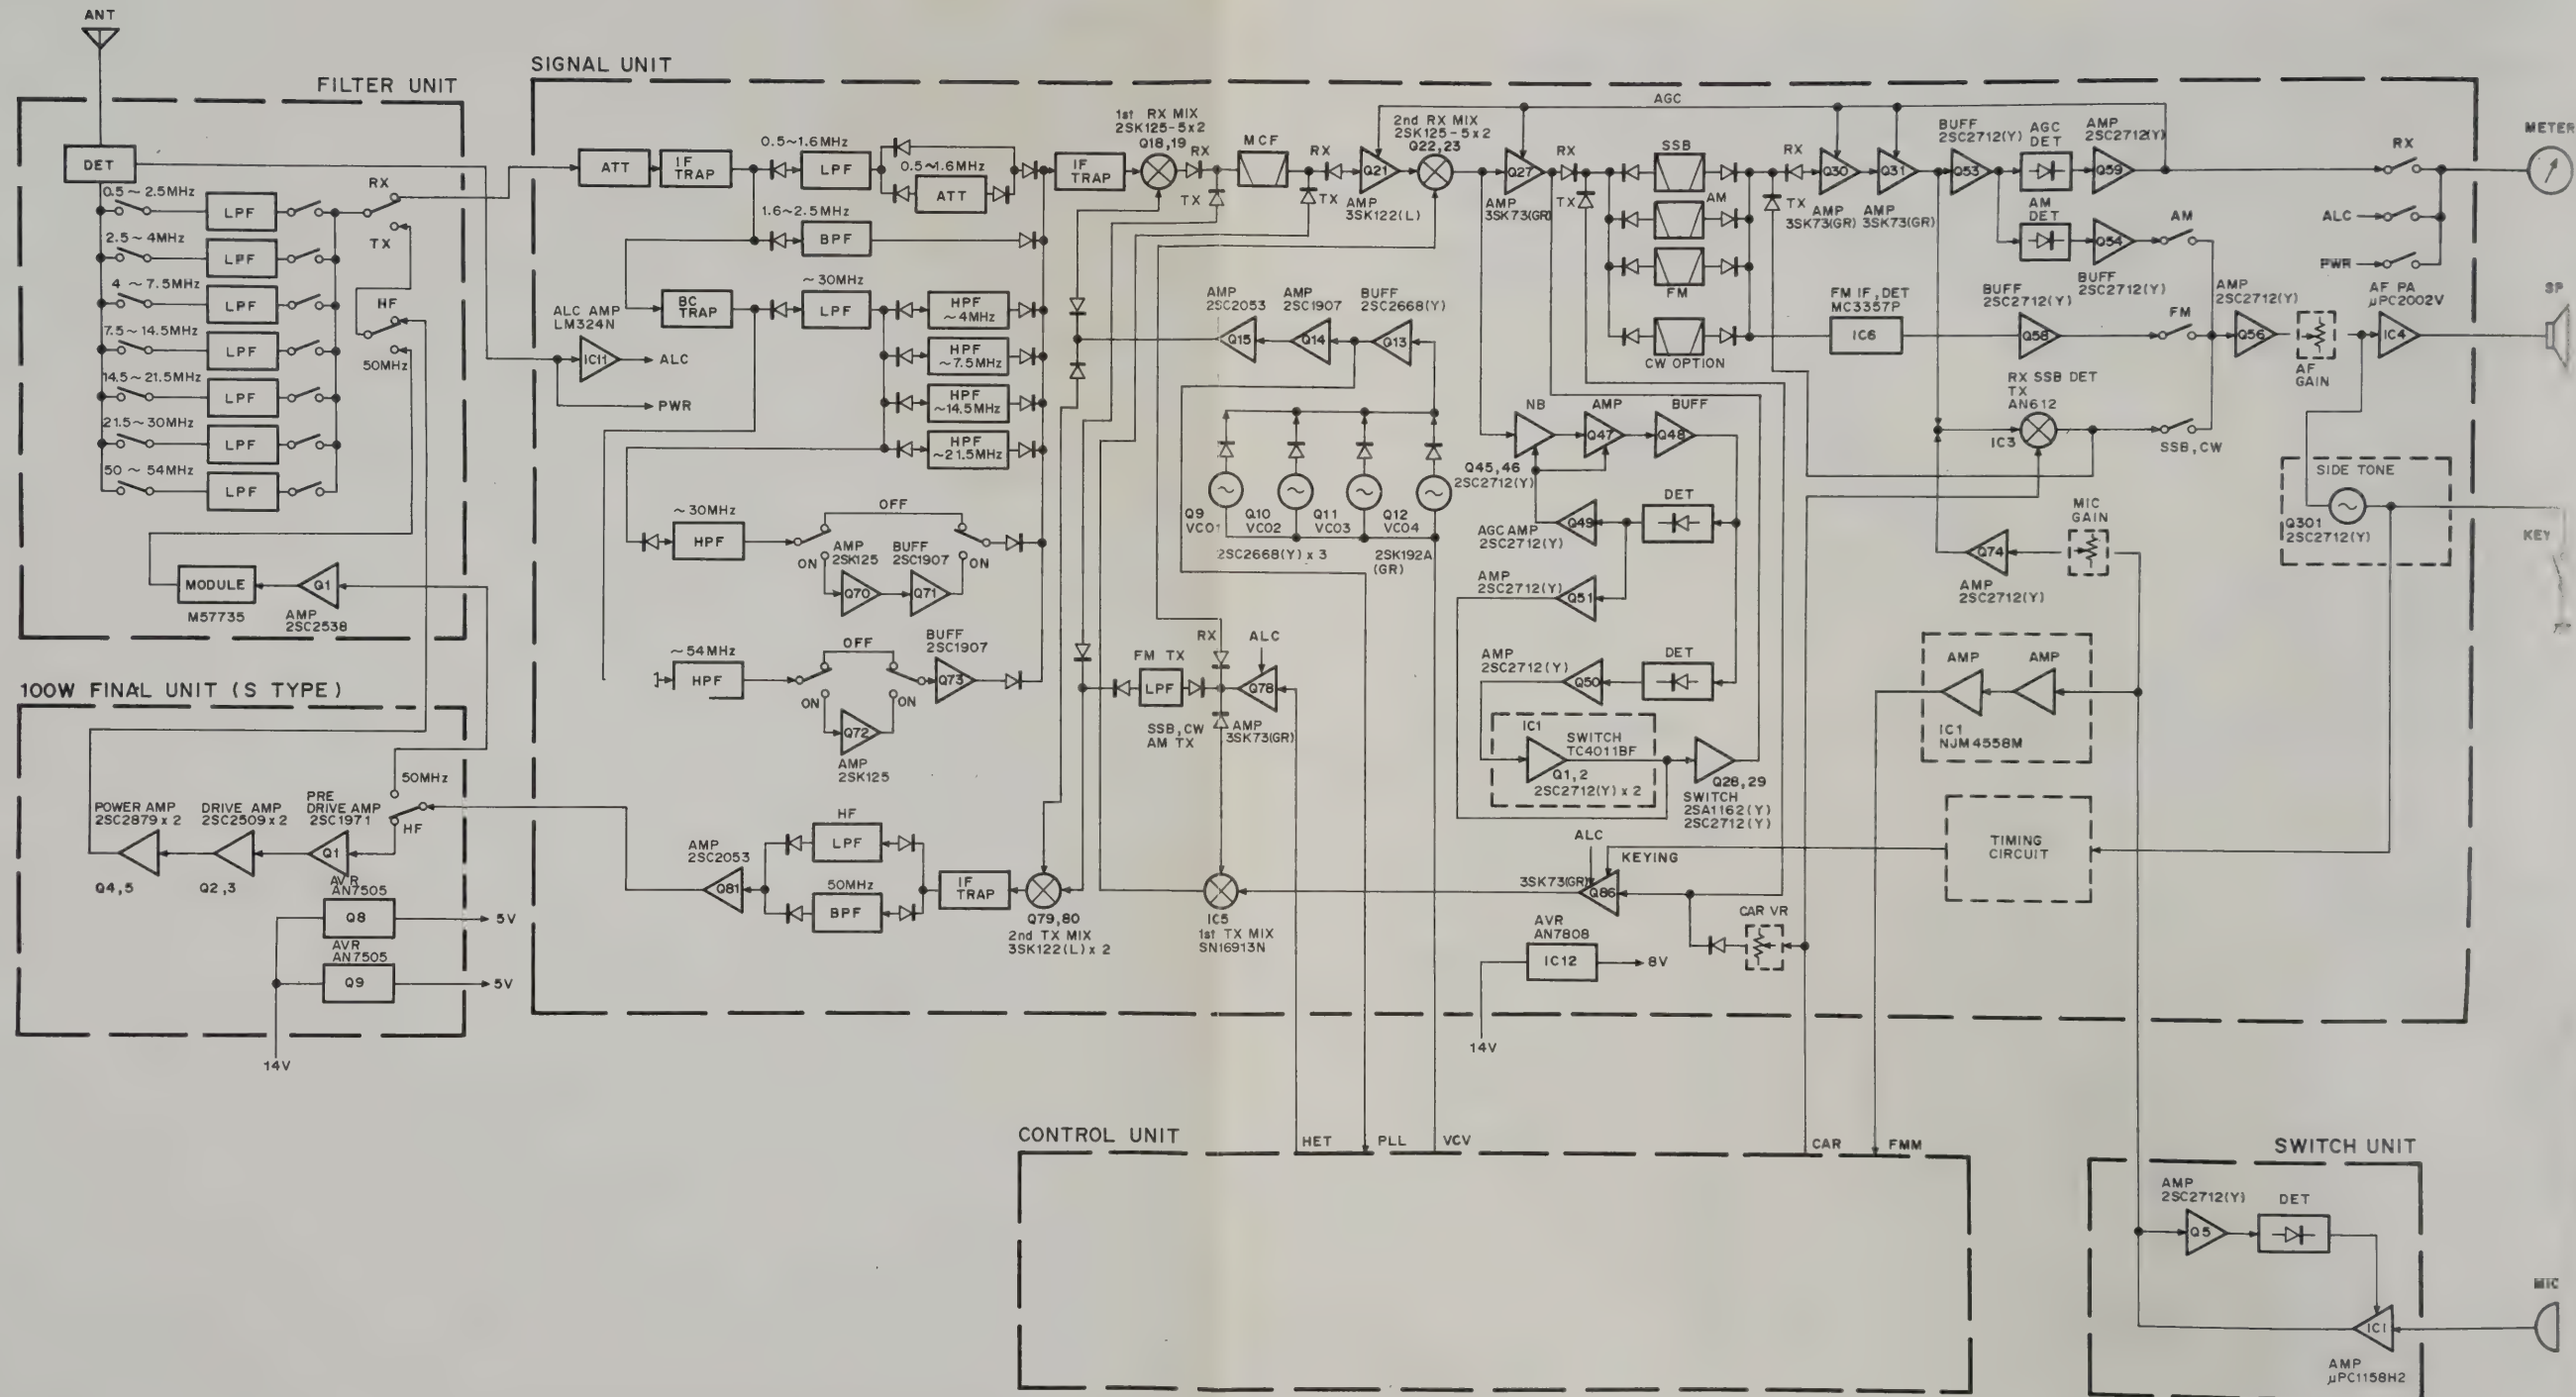 ANT
FILTER UNIT
DET
0.5 ~ 2.5MHz
LPF
RX
TX
2.5 ~ 4MHz
LPF
4 ~ 7.5MHz
LPF
HF
7.5 ~ 14.5MHz
LPF
50MHz
14.5 ~ 21.5MHz
LPF
21.5 ~ 30MHz
LPF
50 ~ 54MHz
LPF
MODULE
M57735
Q1
AMP
2SC2538
100W FINAL UNIT (S TYPE)
50MHz
HF
POWER AMP
2SC2879 x 2
Q4,5
DRIVE AMP
2SC2509 x 2
Q2,3
PRE
DRIVE AMP
2SC1971
Q1
AVR
AN7505
Q8
5V
AVR
AN7505
Q9
5V
14V
SIGNAL UNIT
ATT
IF
TRAP
0.5~1.6MHz
LPF
0.5~1.6MHz
ATT
1.6~2.5MHz
BPF
BC
TRAP
~30MHz
LPF
HPF
~4MHz
HPF
~7.5MHz
HPF
~14.5MHz
HPF
~21.5MHz
ALC AMP
LM324N
IC11
ALC
PWR
~30MHz
HPF
OFF
ON
AMP
2SK125
Q70
BUFF
2SC1907
Q71
ON
~54MHz
HPF
OFF
ON
ON
BUFF
2SC1907
Q73
Q72
AMP
2SK125
IF
TRAP
1st RX MIX
2SK125-5x2
Q18,19
RX
TX
MCF
RX
TX
Q21
AMP
3SK122(L)
2nd RX MIX
2SK125-5x2
Q22,23
AGC
Q27
AMP
3SK73(GR)
RX
TX
SSB
AM
FM
CW OPTION
RX
TX
Q30
AMP
3SK73(GR)
Q31
AMP
3SK73(GR)
BUFF
2SC2712(Y)
Q53
AGC
DET
AMP
2SC2712(Y)
Q59
AM
DET
Q54
BUFF
2SC2712(Y)
AM
FM IF, DET
MC3357P
IC6
BUFF
2SC2712(Y)
Q58
FM
RX SSB DET
TX
AN612
IC3
SSB,CW
AMP
2SC2712(Y)
Q56
AF
GAIN
AF PA
μPC2002V
IC4
RX
ALC
PWR
METER
SP
KEY
SIDE TONE
Q301
2SC2712(Y)
AMP
2SC2053
Q15
AMP
2SC1907
Q14
BUFF
2SC2668(Y)
Q13
Q9
VCO1
Q10
VCO2
Q11
VCO3
Q12
VCO4
2SC2668(Y) x 3
2SK192A
(GR)
NB
Q45,46
2SC2712(Y)
AMP
Q47
BUFF
Q48
Q49
AGC AMP
2SC2712(Y)
DET
AMP
2SC2712(Y)
Q51
AMP
2SC2712(Y)
Q50
DET
IC1
SWITCH
TC4011BF
Q1,2
2SC2712(Y) x 2
Q28,29
SWITCH
2SA1162(Y)
2SC2712(Y)
MIC
GAIN
Q74
AMP
2SC2712(Y)
AMP
AMP
IC1
NJM4558M
TIMING
CIRCUIT
RX
ALC
FM TX
LPF
Q78
AMP
3SK73(GR)
SSB,CW
AM TX
ALC
KEYING
3SK73(GR)
Q86
CAR VR
AVR
AN7808
IC12
8V
14V
AMP
2SC2053
Q81
HF
LPF
50MHz
BPF
IF
TRAP
Q79,80
2nd TX MIX
3SK122(L) x 2
IC5
1st TX MIX
SN16913N
CONTROL UNIT
HET
PLL
VCV
CAR
FMM
SWITCH UNIT
AMP
2SC2712(Y)
Q5
DET
IC1
AMP
μPC1158H2
MIC